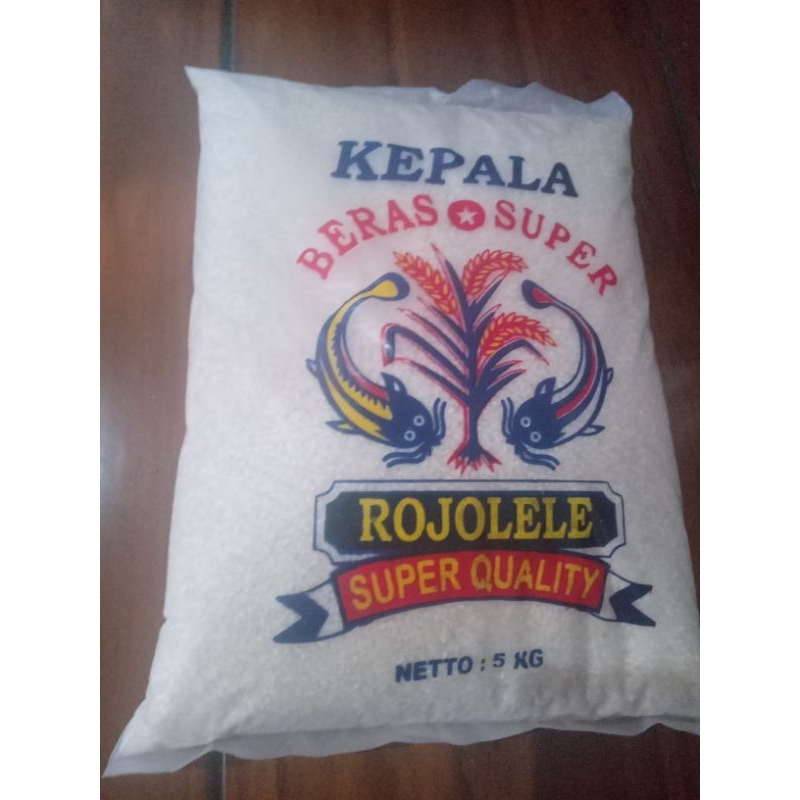 KEPALA
BERAS SUPER
ROJOLELE
SUPER QUALITY
NETTO : 5 KG